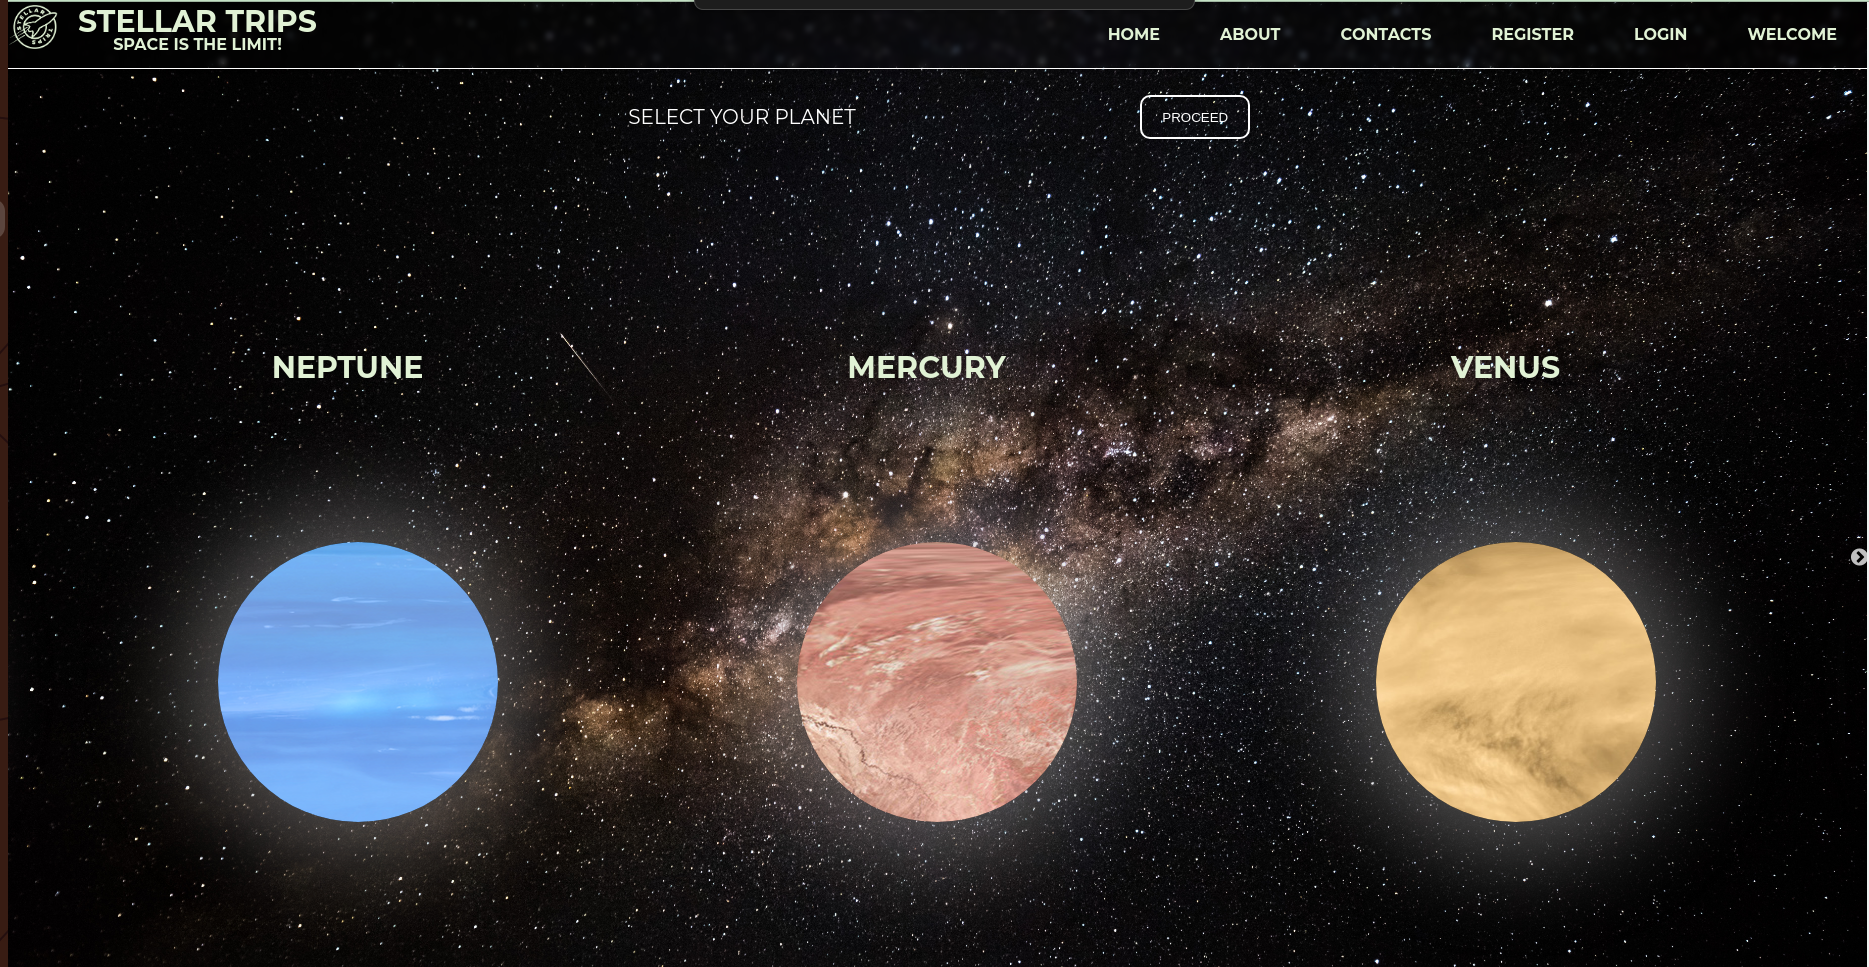 STELLAR TRIPS
SPACE IS THE LIMIT!
HOME
ABOUT
CONTACTS
REGISTER
LOGIN
WELCOME
SELECT YOUR PLANET
PROCEED
NEPTUNE
MERCURY
VENUS